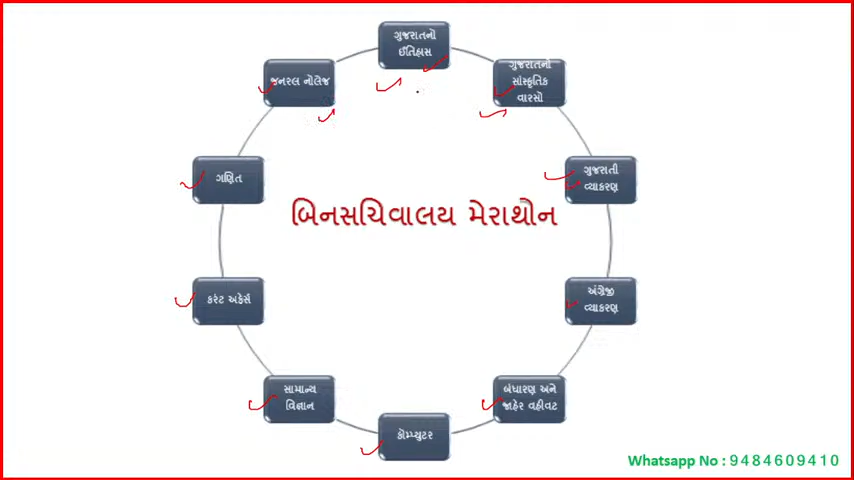 ગુજરાતનો
ઈતિહાસ
ગુજરાતનો
સાંસ્કૃતિક
વારસો
ગુજરાતી
વ્યાકરણ
અંગ્રેજી
વ્યાકરણ
બંધારણ અને
જાહેર વહીવટ
કોમ્પ્યુટર
સામાન્ય
વિજ્ઞાન
કરંટ અફેર્સ
ગણિત
જનરલ નોલેજ
બિનસચિવાલય મેરાથોન
Whatsapp No : 9484609410